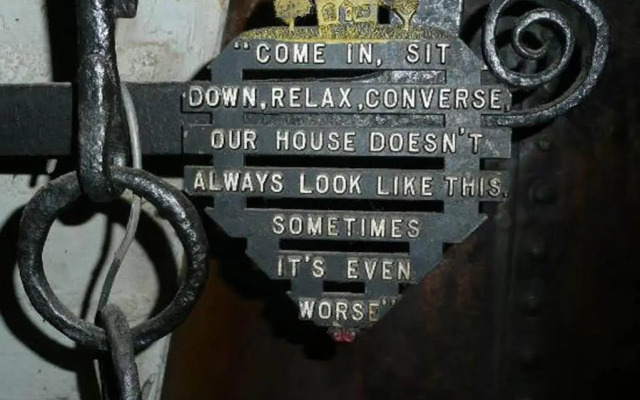 "COME IN, SIT
DOWN, RELAX, CONVERSE,
OUR HOUSE DOESN'T
ALWAYS LOOK LIKE THIS.
SOMETIMES
IT'S EVEN
WORSE"